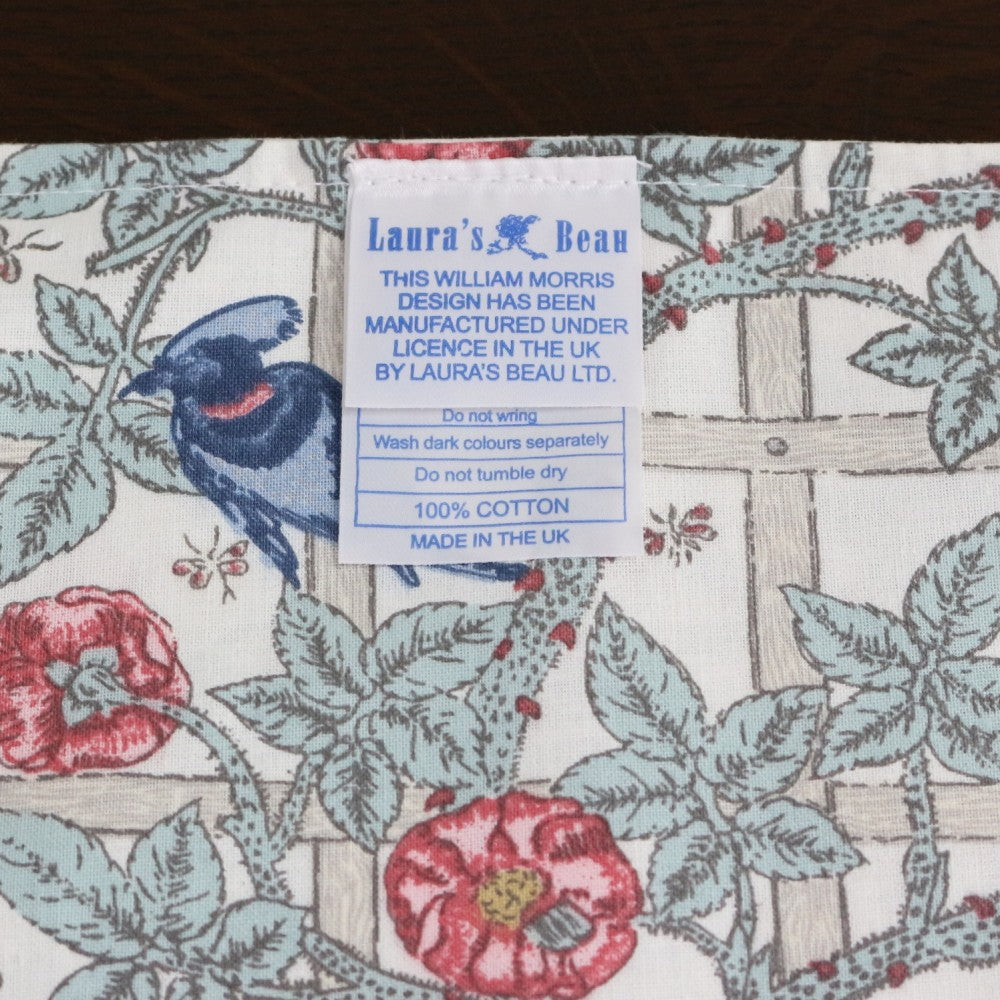 Laura's Beau
THIS WILLIAM MORRIS
DESIGN HAS BEEN
MANUFACTURED UNDER
LICENCE IN THE UK
BY LAURA'S BEAU LTD.
Do not wring
Wash dark colours separately
Do not tumble dry
100% COTTON
MADE IN THE UK